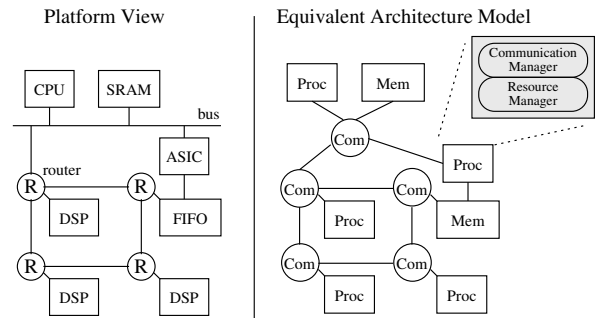 Platform View
CPU
SRAM
bus
ASIC
router
R
R
DSP
FIFO
R
R
DSP
DSP
Equivalent Architecture Model
Communication
Manager
Resource
Manager
Proc
Mem
Com
Proc
Com
Com
Proc
Mem
Com
Com
Proc
Proc